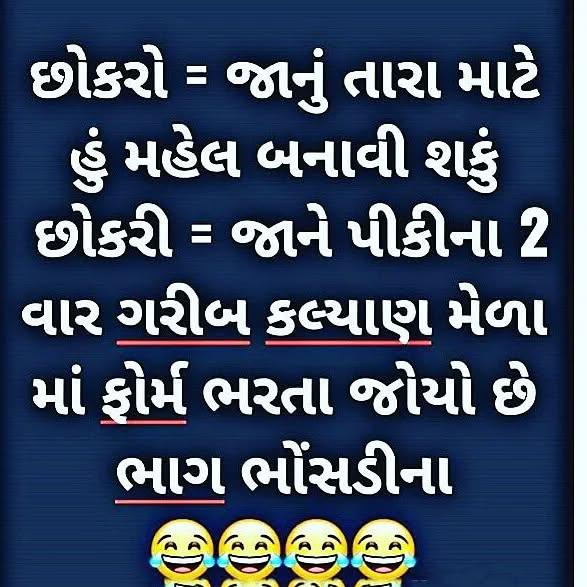 છોકરો = જાનું તારા માટે
હું મહેલ બનાવી શકું
છોકરી = જાને પીકીના 2
વાર ગરીબ કલ્યાણ મેળા
માં ફોર્મ ભરતા જોયો છે
ભાગ ભોંસડીના
😂😂😂😂